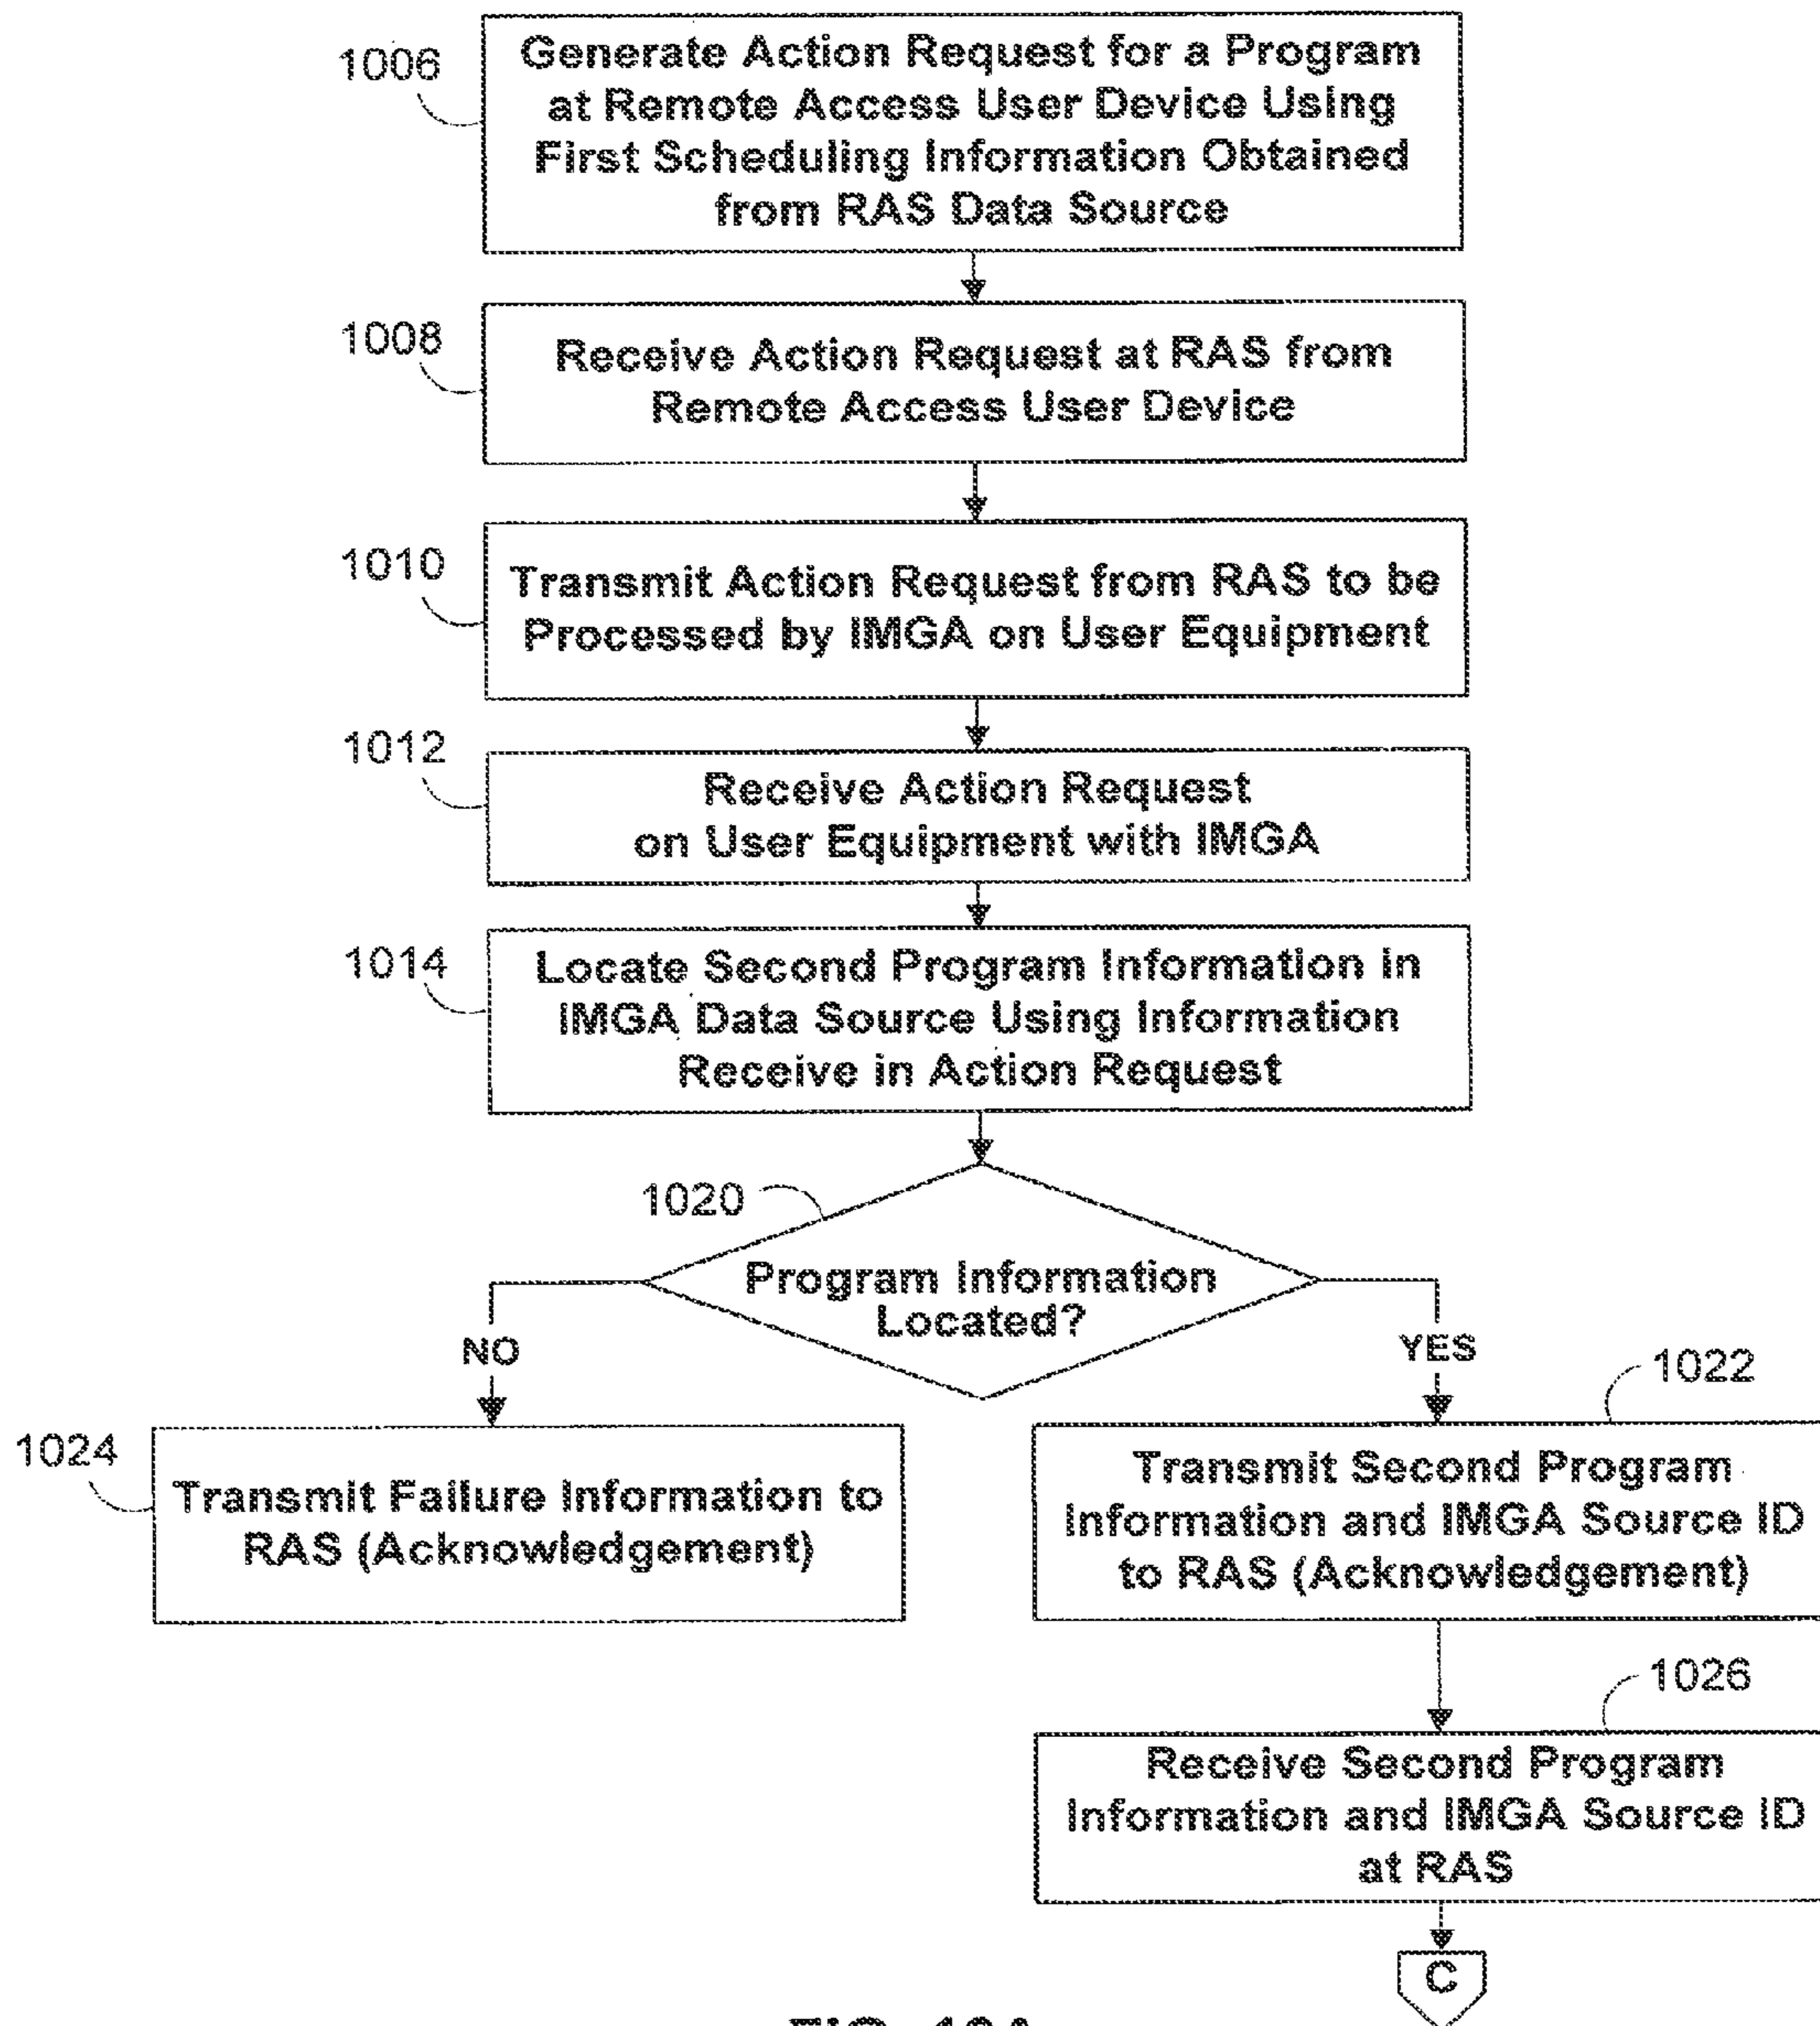 1006
Generate Action Request for a Program
at Remote Access User Device Using
First Scheduling Information Obtained
from RAS Data Source
1008
Receive Action Request at RAS from
Remote Access User Device
1010
Transmit Action Request from RAS to be
Processed by IMGA on User Equipment
1012
Receive Action Request
on User Equipment with IMGA
1014
Locate Second Program Information in
IMGA Data Source Using Information
Receive in Action Request
1020
Program Information
Located?
NO
YES
1024
Transmit Failure Information to
RAS (Acknowledgement)
1022
Transmit Second Program
Information and IMGA Source ID
to RAS (Acknowledgement)
1026
Receive Second Program
Information and IMGA Source ID
at RAS
C